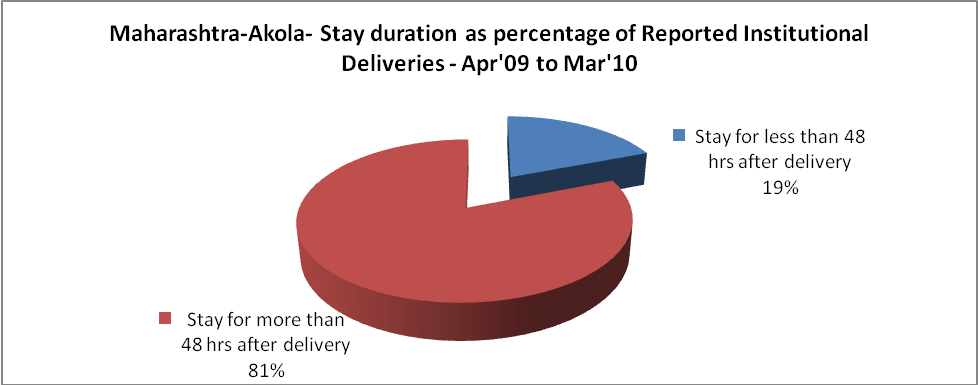 Maharashtra-Akola- Stay duration as percentage of Reported Institutional
Deliveries - Apr'09 to Mar'10
Stay for less than 48
hrs after delivery
19%
Stay for more than
48 hrs after delivery
81%